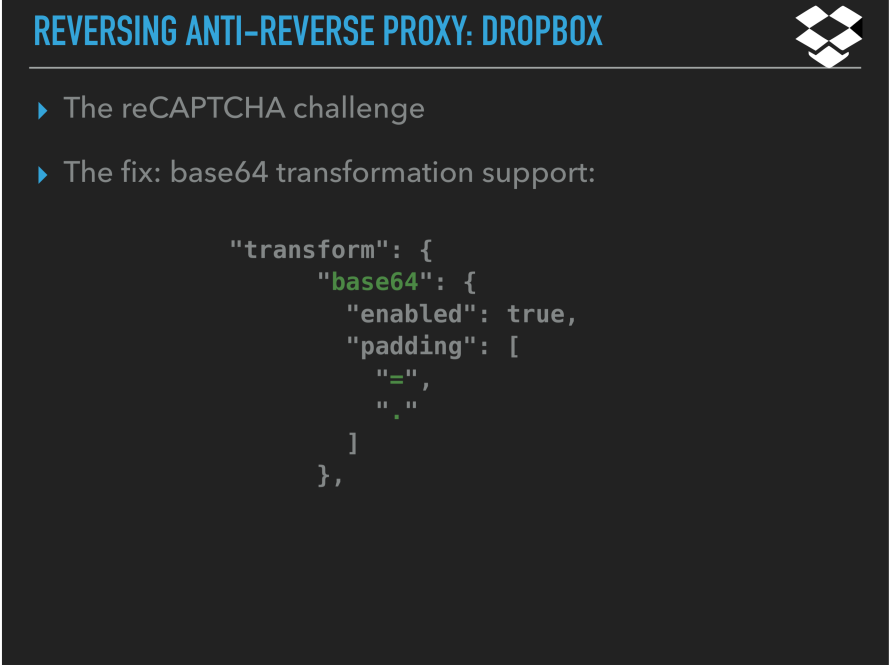 REVERSING ANTI-REVERSE PROXY: DROPBOX
The reCAPTCHA challenge
The fix: base64 transformation support:
"transform": {
"base64": {
"enabled": true,
"padding": [
"=",
"."
]
},